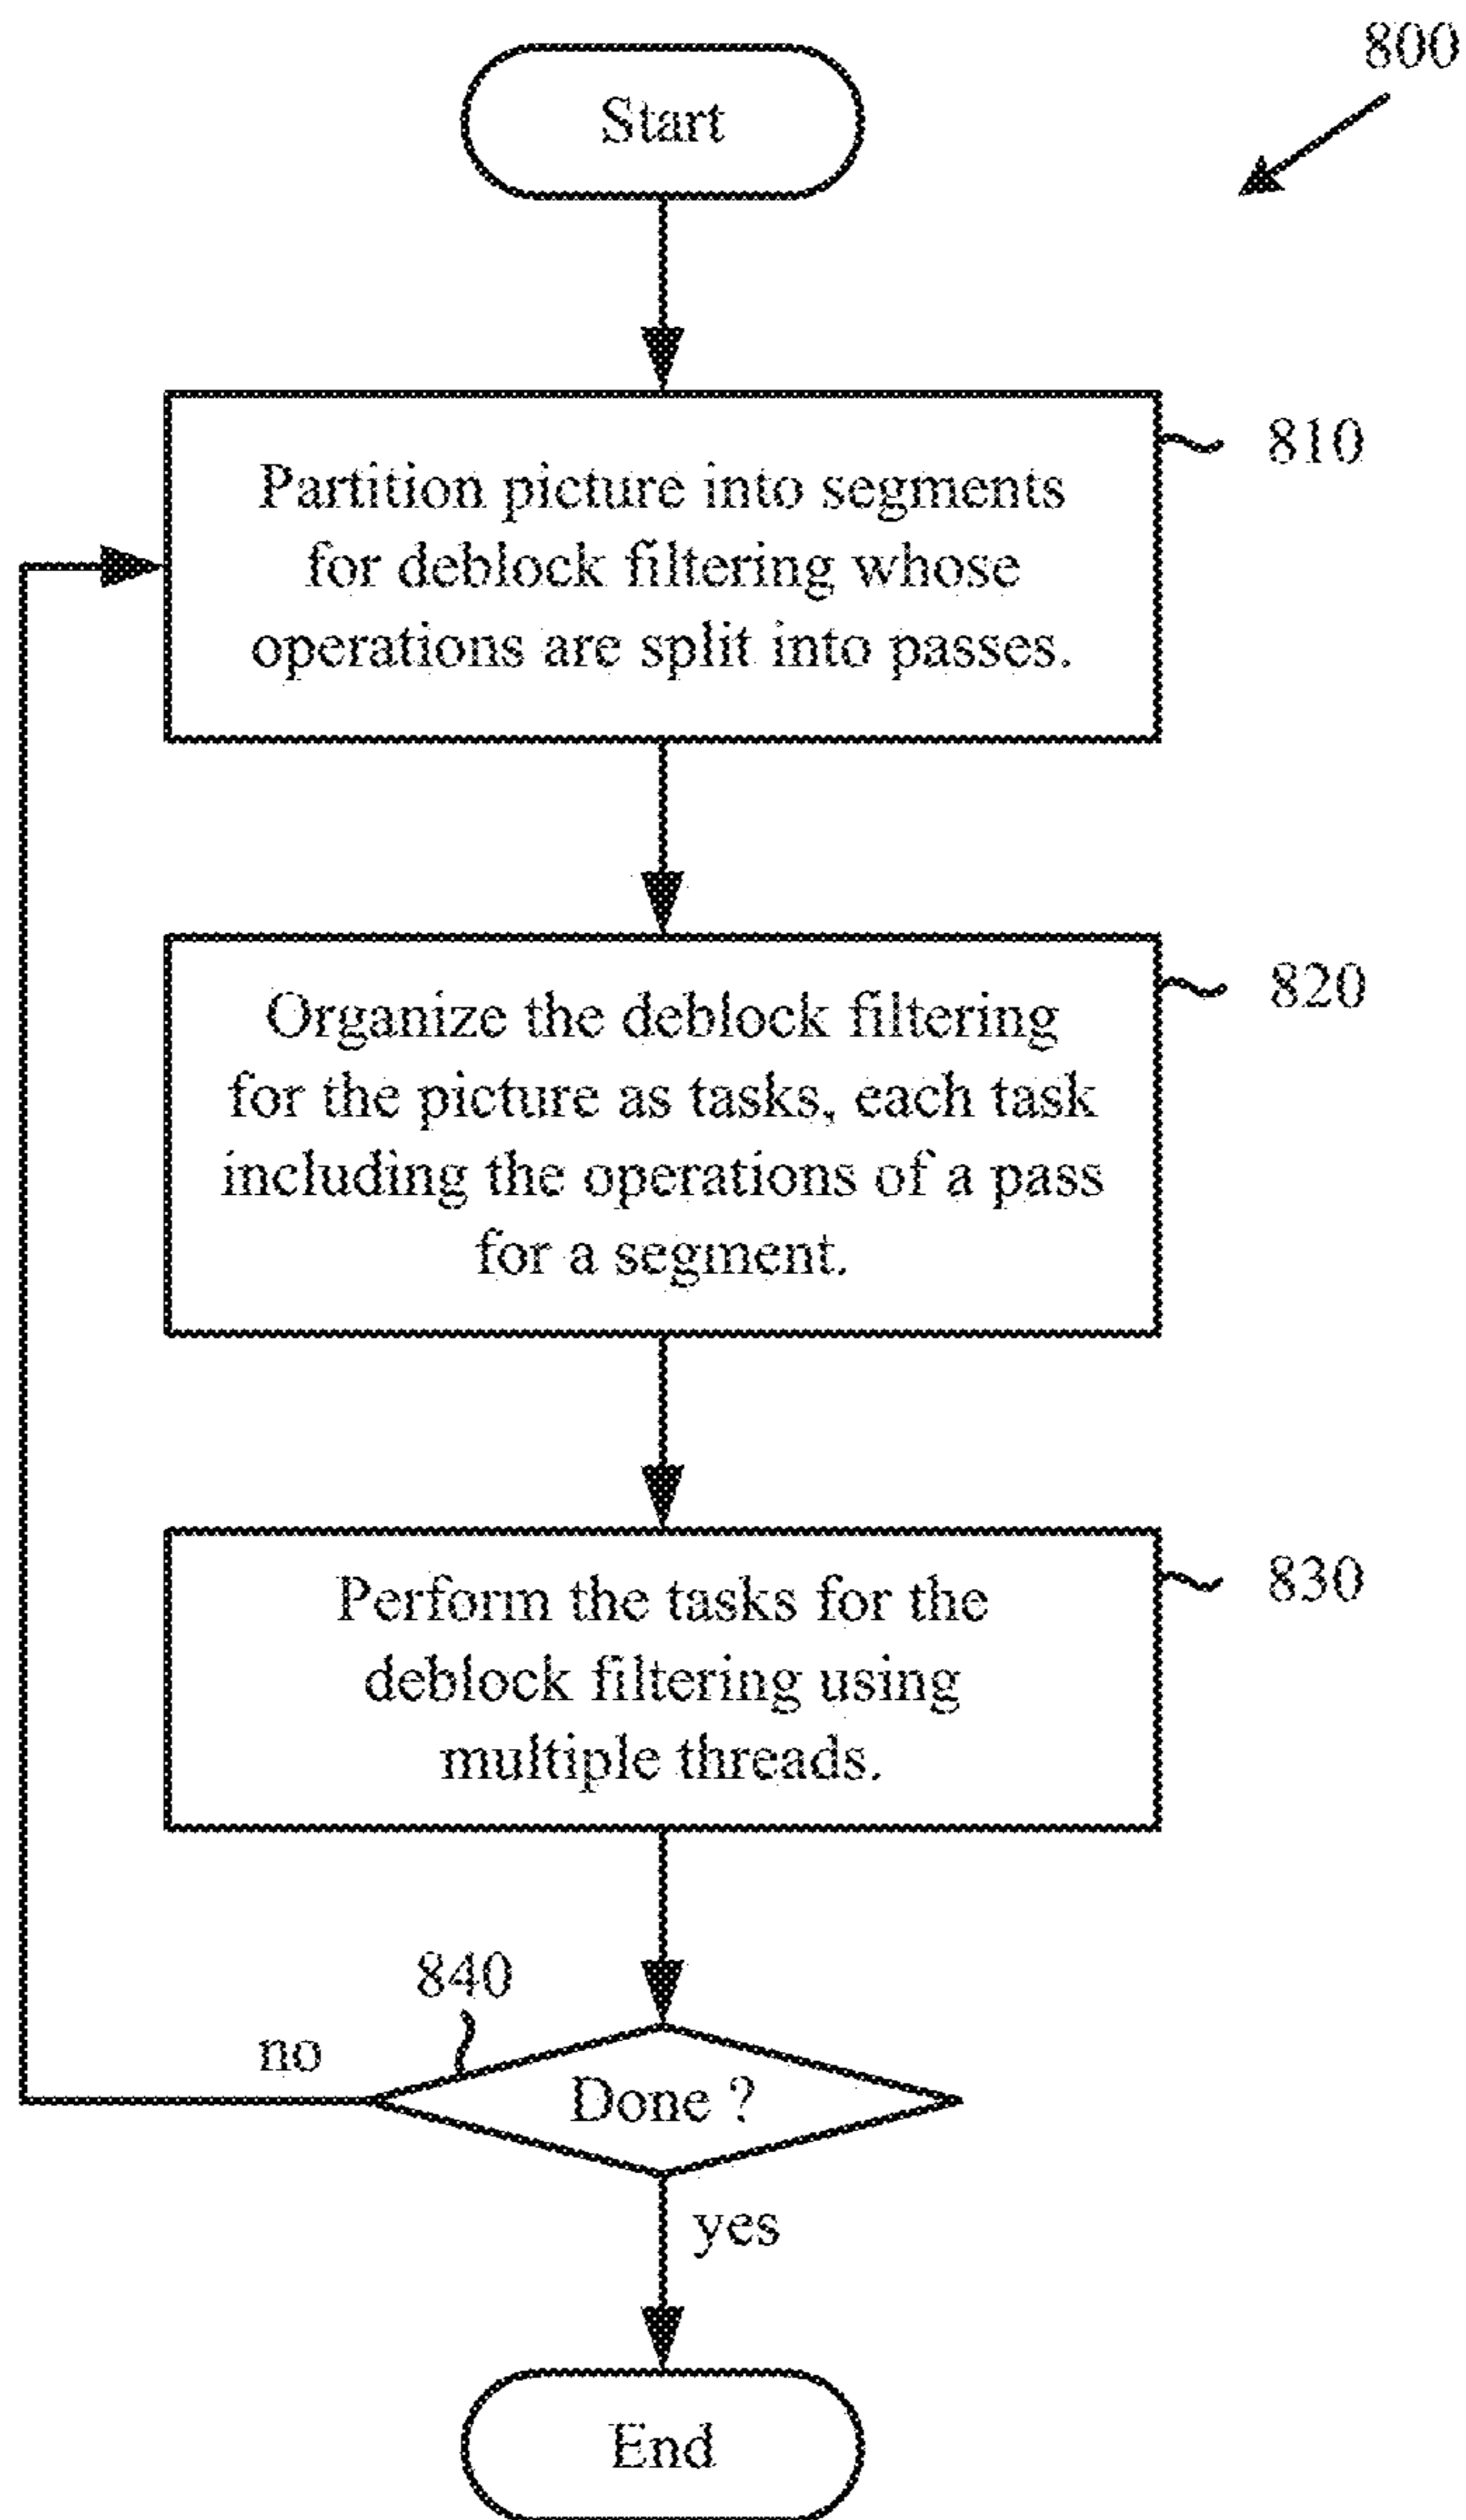 800
Start
810
Partition picture into segments
for deblock filtering whose
operations are split into passes.
820
Organize the deblock filtering
for the picture as tasks, each task
including the operations of a pass
for a segment.
830
Perform the tasks for the
deblock filtering using
multiple threads.
840
no
Done ?
yes
End